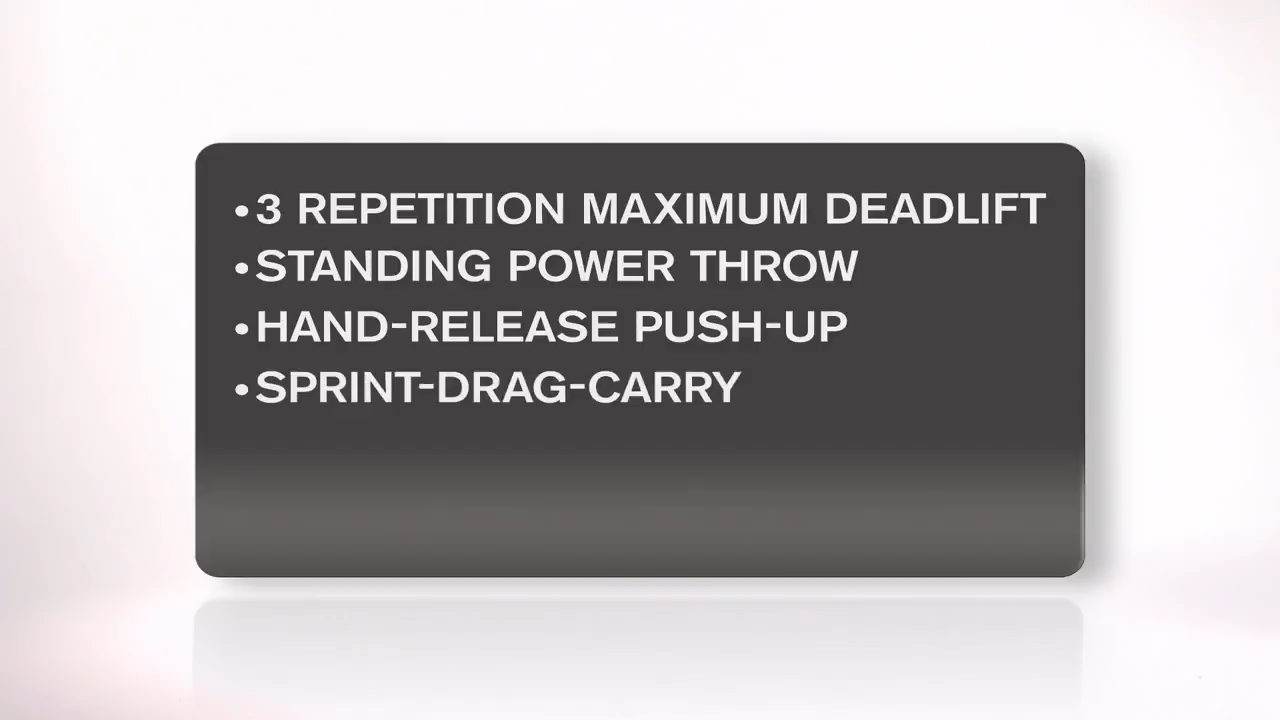 •3 REPETITION MAXIMUM DEADLIFT
•STANDING POWER THROW
•HAND-RELEASE PUSH-UP
•SPRINT-DRAG-CARRY